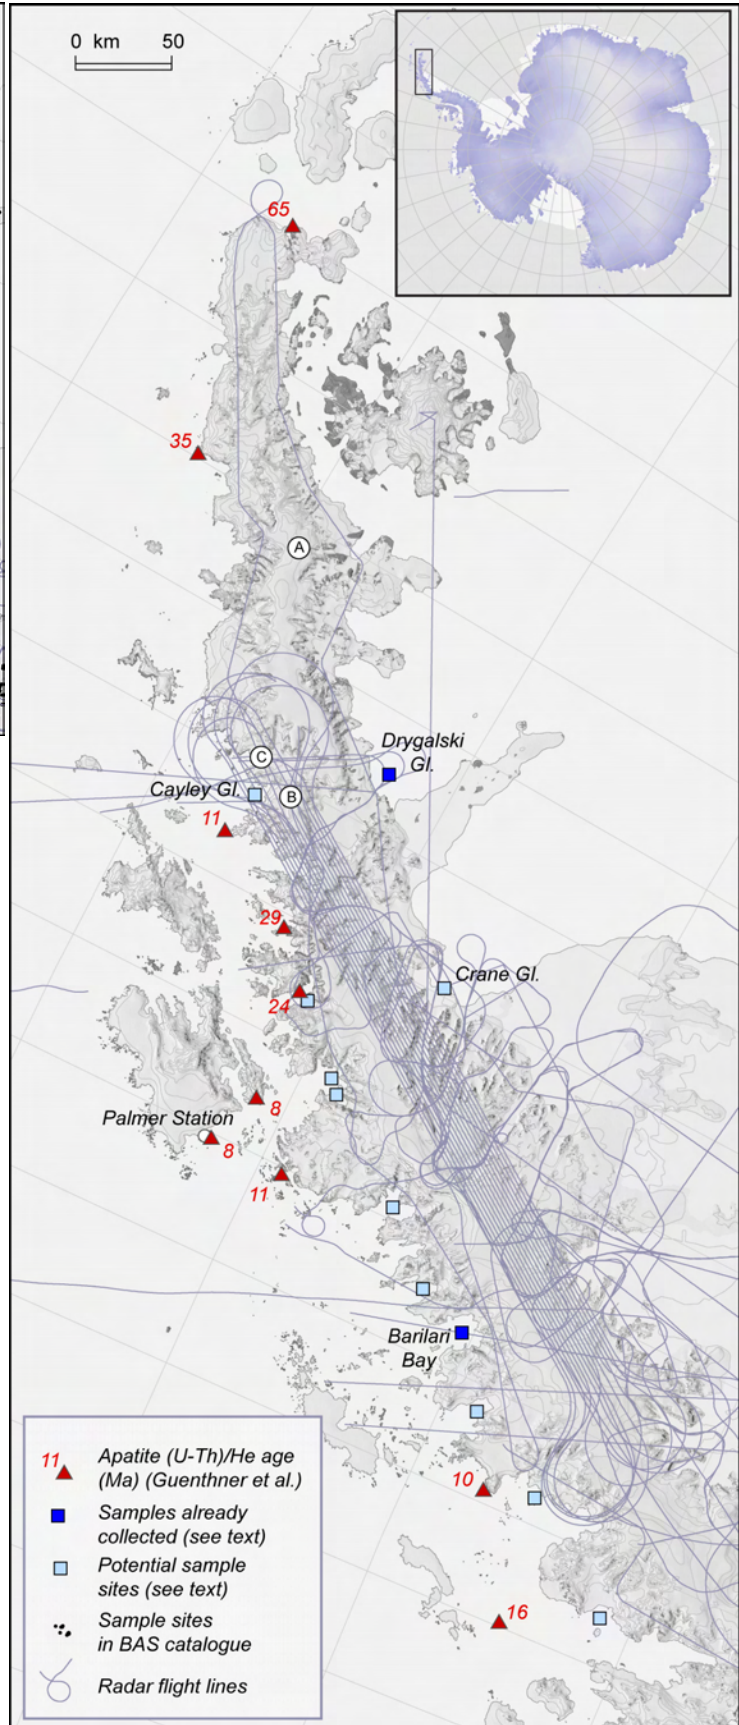 0 km 50
65
35
A
Drygalski
Gl.
C
Cayley Gl.
B
11
29
Crane Gl.
24
8
Palmer Station
8
11
Barilari
Bay
10
16
11 Apatite (U-Th)/He age
(Ma) (Guenthner et al.)
Samples already
collected (see text)
Potential sample
sites (see text)
Sample sites
in BAS catalogue
Radar flight lines